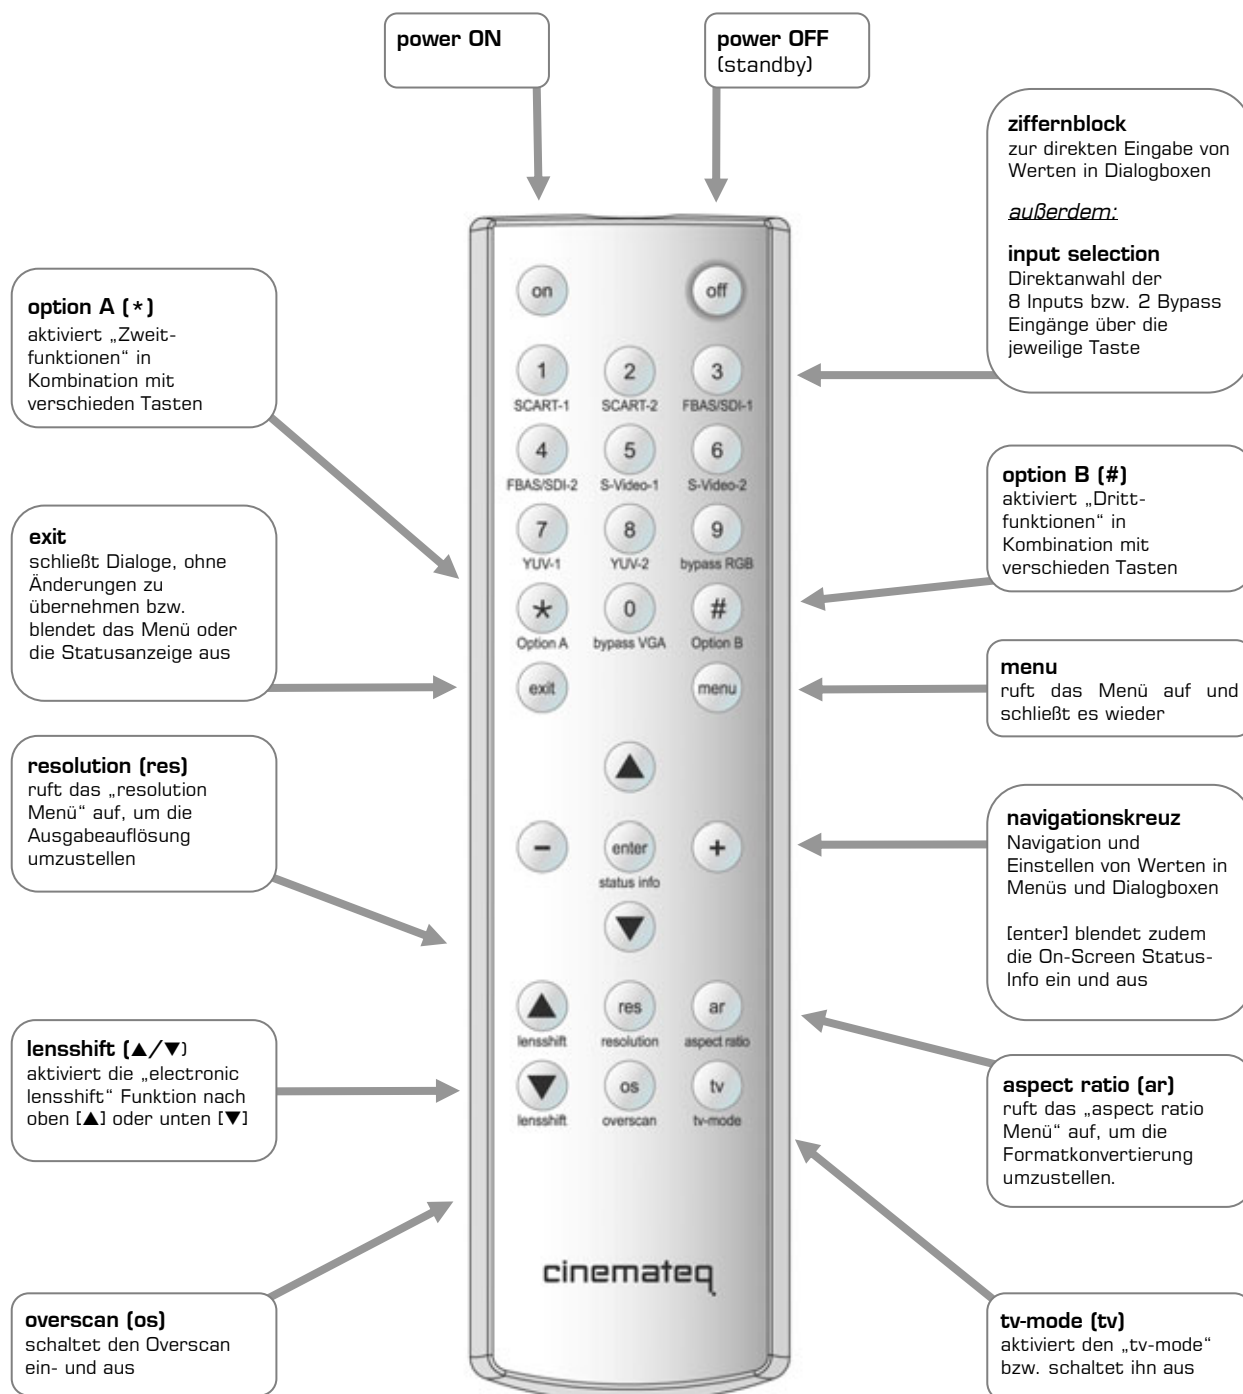 power ON
power OFF
(standby)
ziffernblock
zur direkten Eingabe von
Werten in Dialogboxen
außerdem:
input selection
Direktanwahl der
8 Inputs bzw. 2 Bypass
Eingänge über die
jeweilige Taste
option A (*)
aktiviert „Zweit-
funktionen“ in
Kombination mit
verschieden Tasten
option B (#)
aktiviert „Dritt-
funktionen“ in
Kombination mit
verschieden Tasten
exit
schließt Dialoge, ohne
Änderungen zu
übernehmen bzw.
blendet das Menü oder
die Statusanzeige aus
menu
ruft das Menü auf und
schließt es wieder
resolution (res)
ruft das „resolution
Menü“ auf, um die
Ausgabeauflösung
umzustellen
navigationskreuz
Navigation und
Einstellen von Werten in
Menüs und Dialogboxen
[enter] blendet zudem
die On-Screen Status-
Info ein und aus
lensshift (▲/▼)
aktiviert die „electronic
lensshift“ Funktion nach
oben [▲] oder unten [▼]
aspect ratio (ar)
ruft das „aspect ratio
Menü“ auf, um die
Formatkonvertierung
umzustellen.
overscan (os)
schaltet den Overscan
ein- und aus
tv-mode (tv)
aktiviert den „tv-mode“
bzw. schaltet ihn aus
on off
1 2 3
SCART-1 SCART-2 FBAS/SDI-1
4 5 6
FBAS/SDI-2 S-Video-1 S-Video-2
7 8 9
YUV-1 YUV-2 bypass RGB
* 0 #
Option A bypass VGA Option B
exit menu
▲
− enter +
status info
▼
▲ res ar
lensshift resolution aspect ratio
▼ os tv
lensshift overscan tv-mode
cinemateq